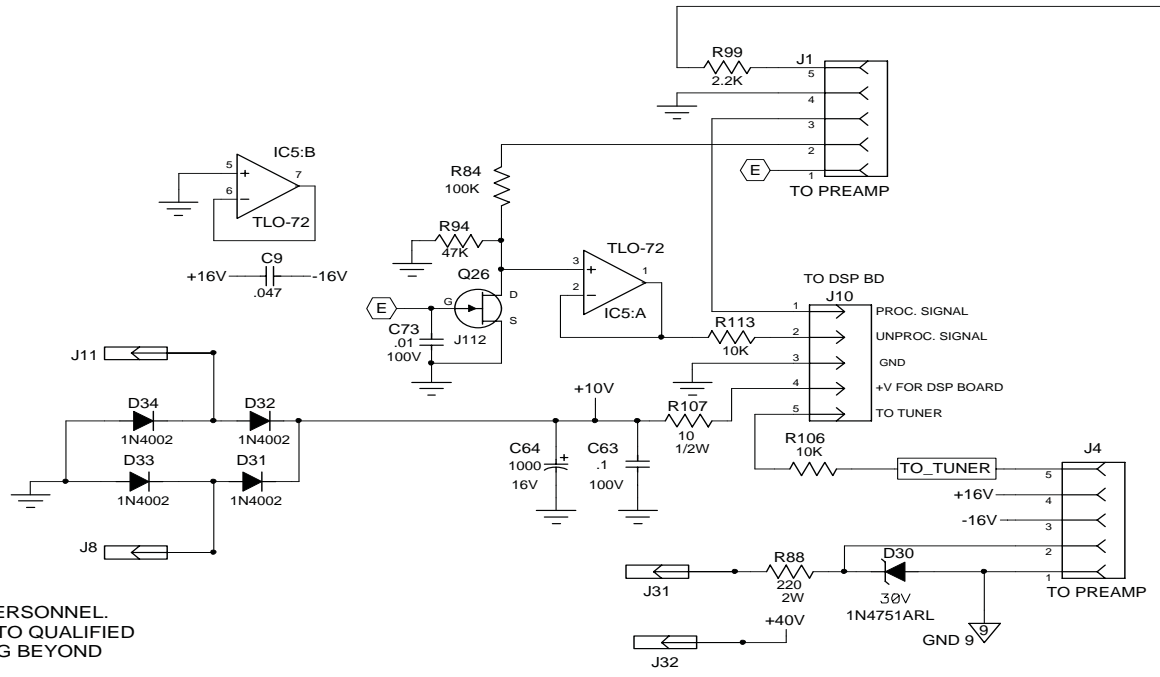 R99
2.2K
J1
5
4
3
2
1
TO PREAMP
E
IC5:B
5
+
6
-
7
TLO-72
R84
100K
R94
47K
C9
+16V
-16V
.047
Q26
D
G
S
J112
E
C73
.01
100V
TLO-72
3
+
2
-
1
IC5:A
R113
10K
TO DSP BD
J10
1
PROC. SIGNAL
2
UNPROC. SIGNAL
3
GND
4
+V FOR DSP BOARD
5
TO TUNER
J11
D34
1N4002
D32
1N4002
D33
1N4002
D31
1N4002
J8
+10V
R107
10
1/2W
C64
1000
16V
+
C63
.1
100V
R106
10K
TO_TUNER
J4
5
+16V
4
-16V
3
2
1
TO PREAMP
J31
R88
220
2W
D30
30V
1N4751ARL
+40V
J32
GND 9
9
ERSONNEL.
TO QUALIFIED
G BEYOND